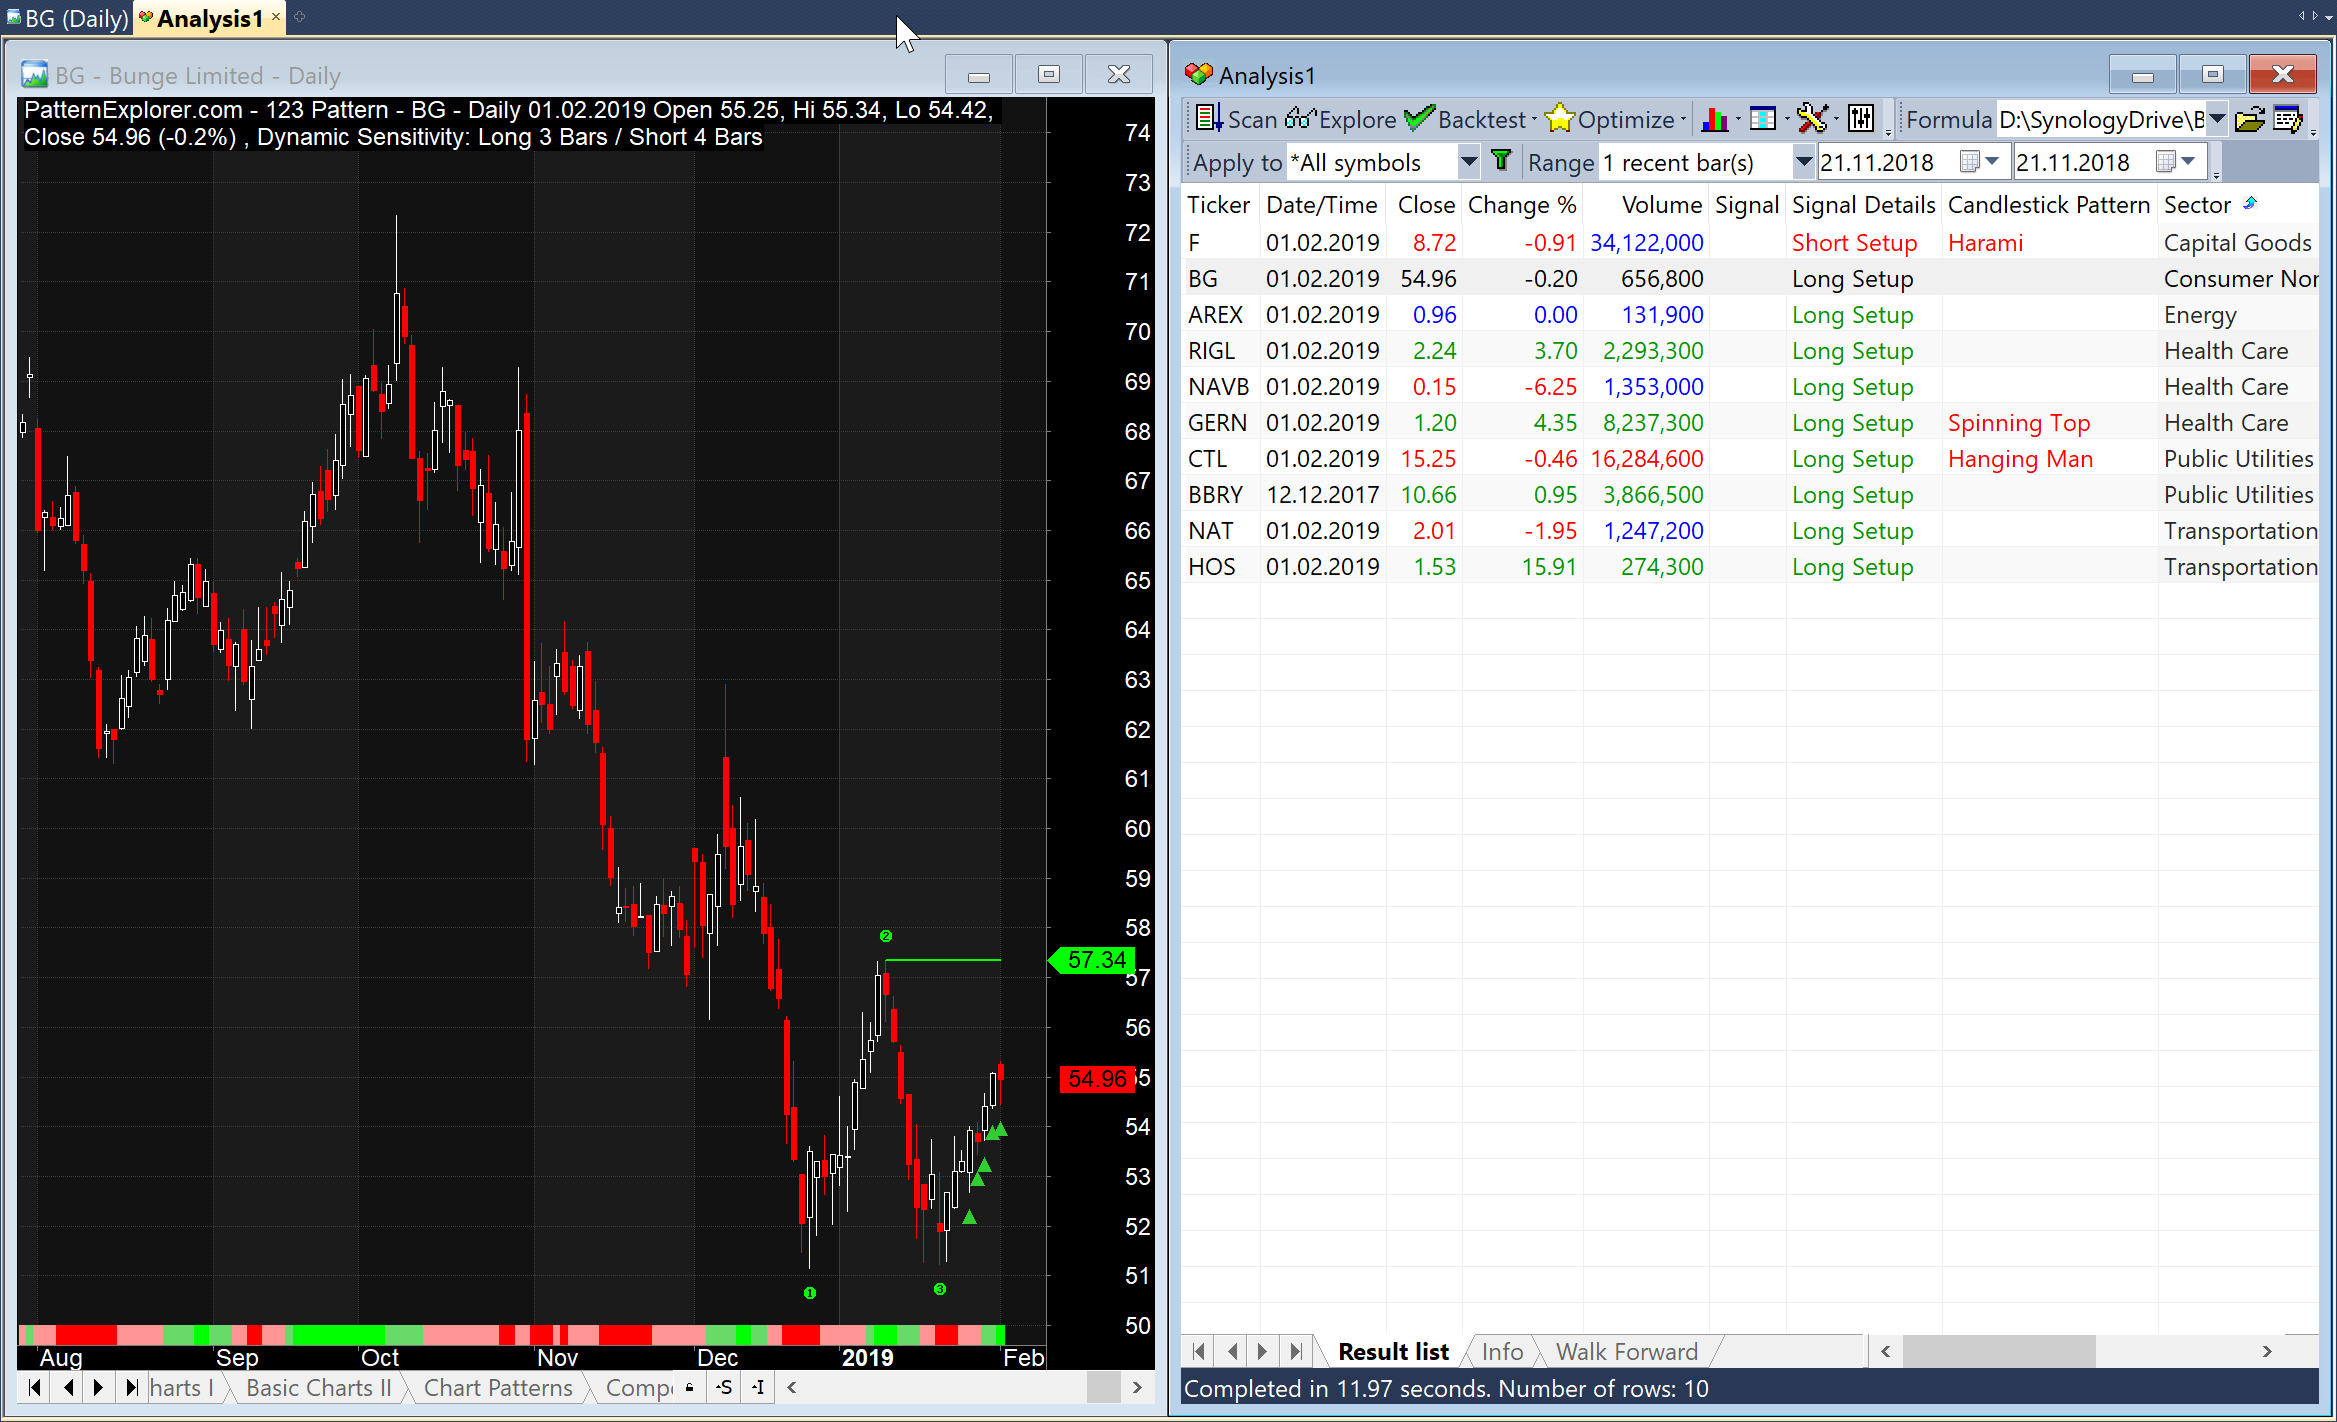 BG (Daily) Analysis1
BG - Bunge Limited - Daily
PatternExplorer.com - 123 Pattern - BG - Daily 01.02.2019 Open 55.25, Hi 55.34, Lo 54.42,
Close 54.96 (-0.2%) , Dynamic Sensitivity: Long 3 Bars / Short 4 Bars
74
73
72
71
70
69
68
67
66
65
64
63
62
61
60
59
58
2
57.34
57
56
54.96 55
54
53
52
51
1 3
50
Aug Sep Oct Nov Dec 2019 Feb
harts I Basic Charts II Chart Patterns Comp S I
Analysis1
Scan Explore Backtest Optimize Formula D:\SynologyDrive\B
Apply to *All symbols Range 1 recent bar(s) 21.11.2018 21.11.2018
Ticker Date/Time Close Change % Volume Signal Signal Details Candlestick Pattern Sector
F 01.02.2019 8.72 -0.91 34,122,000 Short Setup Harami Capital Goods
BG 01.02.2019 54.96 -0.20 656,800 Long Setup Consumer Nor
AREX 01.02.2019 0.96 0.00 131,900 Long Setup Energy
RIGL 01.02.2019 2.24 3.70 2,293,300 Long Setup Health Care
NAVB 01.02.2019 0.15 -6.25 1,353,000 Long Setup Health Care
GERN 01.02.2019 1.20 4.35 8,237,300 Long Setup Spinning Top Health Care
CTL 01.02.2019 15.25 -0.46 16,284,600 Long Setup Hanging Man Public Utilities
BBRY 12.12.2017 10.66 0.95 3,866,500 Long Setup Public Utilities
NAT 01.02.2019 2.01 -1.95 1,247,200 Long Setup Transportation
HOS 01.02.2019 1.53 15.91 274,300 Long Setup Transportation
Result list Info Walk Forward
Completed in 11.97 seconds. Number of rows: 10